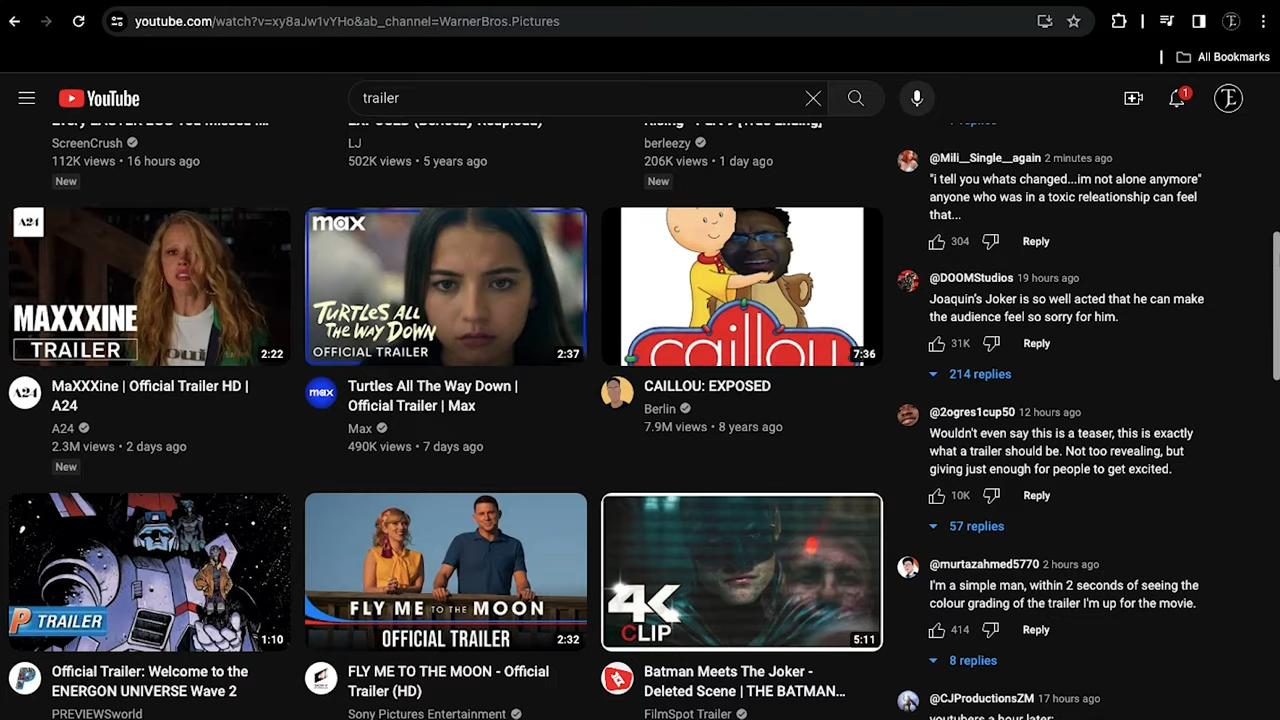 youtube.com/watch?v=xy8aJw1vYHo&ab_channel=WarnerBros.Pictures
All Bookmarks
YouTube
trailer
1
ScreenCrush
112K views • 16 hours ago
New
LJ
502K views • 5 years ago
berleezy
206K views • 1 day ago
New
A24
MAXXXINE
TRAILER
2:22
MaXXXine | Official Trailer HD |
A24
A24
2.3M views • 2 days ago
New
max
TURTLES ALL
THE WAY DOWN
OFFICIAL TRAILER
2:37
max
Turtles All The Way Down |
Official Trailer | Max
Max
490K views • 7 days ago
caillou
7:36
CAILLOU: EXPOSED
Berlin
7.9M views • 8 years ago
P TRAILER
1:10
Official Trailer: Welcome to the
ENERGON UNIVERSE Wave 2
PREVIEWSworld
FLY ME TO THE MOON
OFFICIAL TRAILER
2:32
FLY ME TO THE MOON - Official
Trailer (HD)
Sony Pictures Entertainment
4K
CLIP
5:11
Batman Meets The Joker -
Deleted Scene | THE BATMAN...
FilmSpot Trailer
@Mili__Single__again 2 minutes ago
"i tell you whats changed...im not alone anymore"
anyone who was in a toxic releationship can feel
that...
304 Reply
@DOOMStudios 19 hours ago
Joaquin's Joker is so well acted that he can make
the audience feel so sorry for him.
31K Reply
214 replies
@2ogres1cup50 12 hours ago
Wouldn't even say this is a teaser, this is exactly
what a trailer should be. Not too revealing, but
giving just enough for people to get excited.
10K Reply
57 replies
@murtazahmed5770 2 hours ago
I'm a simple man, within 2 seconds of seeing the
colour grading of the trailer I'm up for the movie.
414 Reply
8 replies
@CJProductionsZM 17 hours ago
youtubers a hour later: